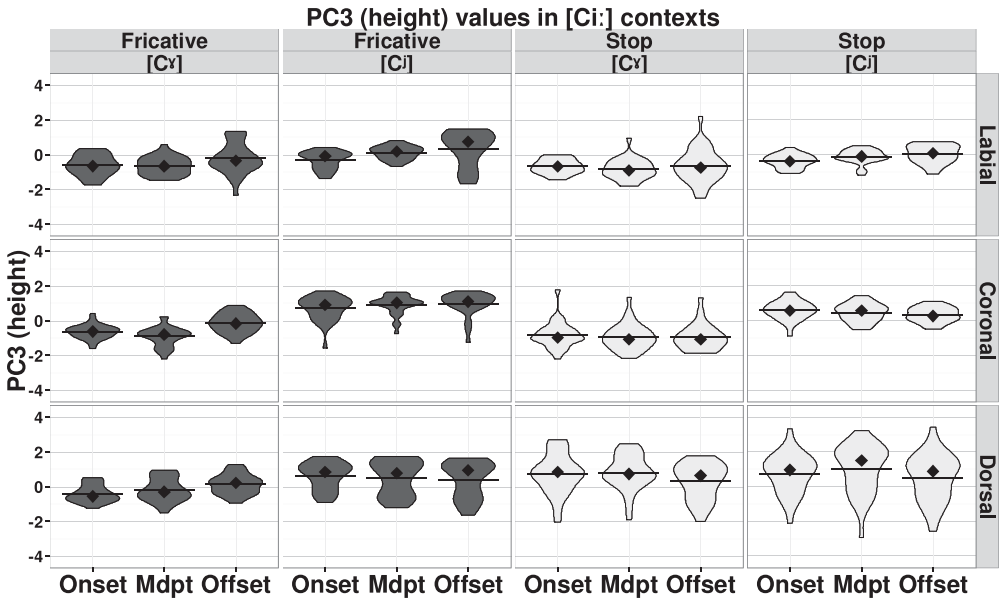 PC3 (height) values in [Ciː] contexts
Fricative Fricative Stop Stop
[Cˠ] [Cʲ] [Cˠ] [Cʲ]
PC3 (height)
4
2
0
-2
-4
Labial
4
2
0
-2
-4
Coronal
4
2
0
-2
-4
Dorsal
Onset Mdpt Offset Onset Mdpt Offset Onset Mdpt Offset Onset Mdpt Offset